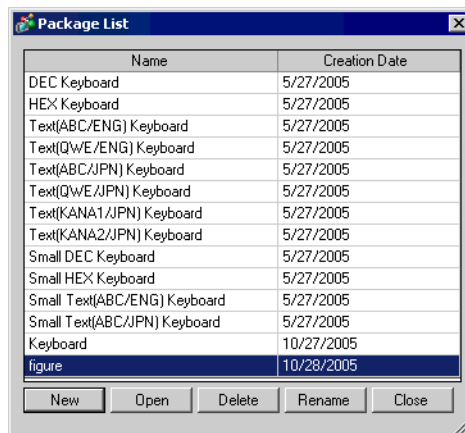 Package List
Name Creation Date
DEC Keyboard 5/27/2005
HEX Keyboard 5/27/2005
Text(ABC/ENG) Keyboard 5/27/2005
Text(QWE/ENG) Keyboard 5/27/2005
Text(ABC/JPN) Keyboard 5/27/2005
Text(QWE/JPN) Keyboard 5/27/2005
Text(KANA1/JPN) Keyboard 5/27/2005
Text(KANA2/JPN) Keyboard 5/27/2005
Small DEC Keyboard 5/27/2005
Small HEX Keyboard 5/27/2005
Small Text(ABC/ENG) Keyboard 5/27/2005
Small Text(ABC/JPN) Keyboard 5/27/2005
Keyboard 10/27/2005
figure 10/28/2005
New Open Delete Rename Close